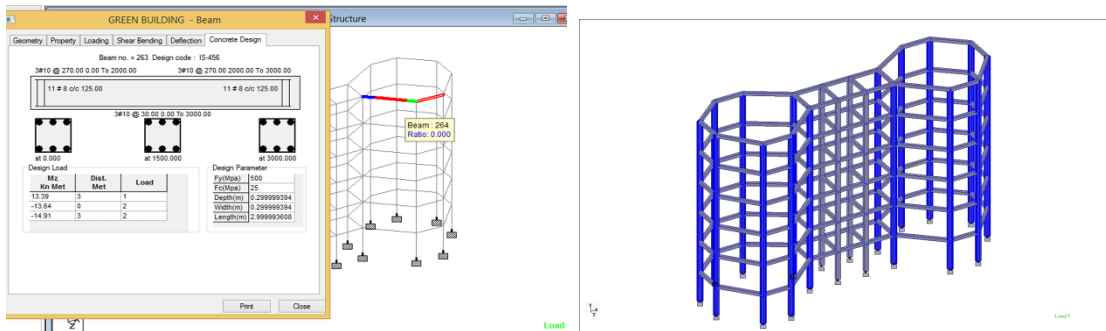 GREEN BUILDING - Beam
Structure
Geometry Property Loading Shear Bending Deflection Concrete Design
Beam no. = 263 Design code : IS-456
3#10 @ 270.00 0.00 To 2000.00 3#10 @ 270.00 2000.00 To 3000.00
11 # 8 c/c 125.00 11 # 8 c/c 125.00
3#10 @ 30.00 0.00 To 3000.00
at 0.000 at 1500.000 at 3000.000
Beam : 264
Ratio: 0.000
Design Load
Mz Kn Met Dist. Met Load
13.39 3 1
-13.64 0 2
-14.91 3 2
Design Parameter
Fy(Mpa) 500
Fc(Mpa) 25
Depth(m) 0.299999394
Width(m) 0.299999394
Length(m) 2.999993808
Print Close
Load
Load 1